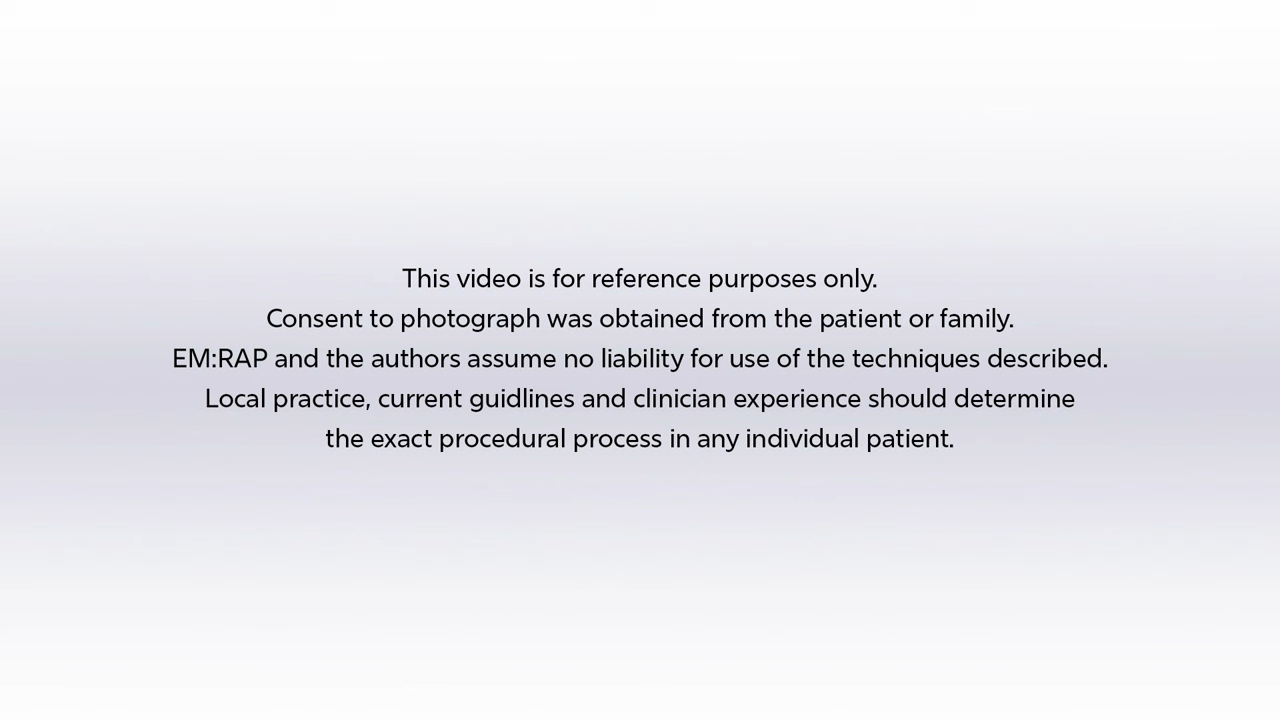 This video is for reference purposes only.
Consent to photograph was obtained from the patient or family.
EM:RAP and the authors assume no liability for use of the techniques described.
Local practice, current guidlines and clinician experience should determine
the exact procedural process in any individual patient.